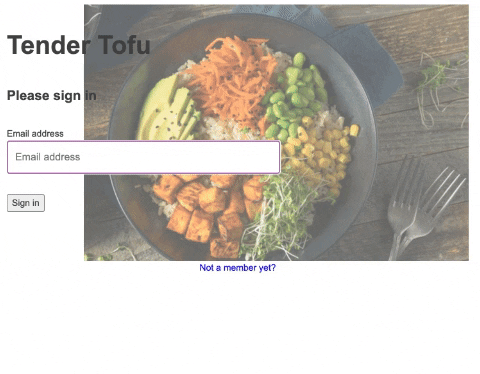 Tender Tofu
Please sign in
Email address
Email address
Sign in
Not a member yet?